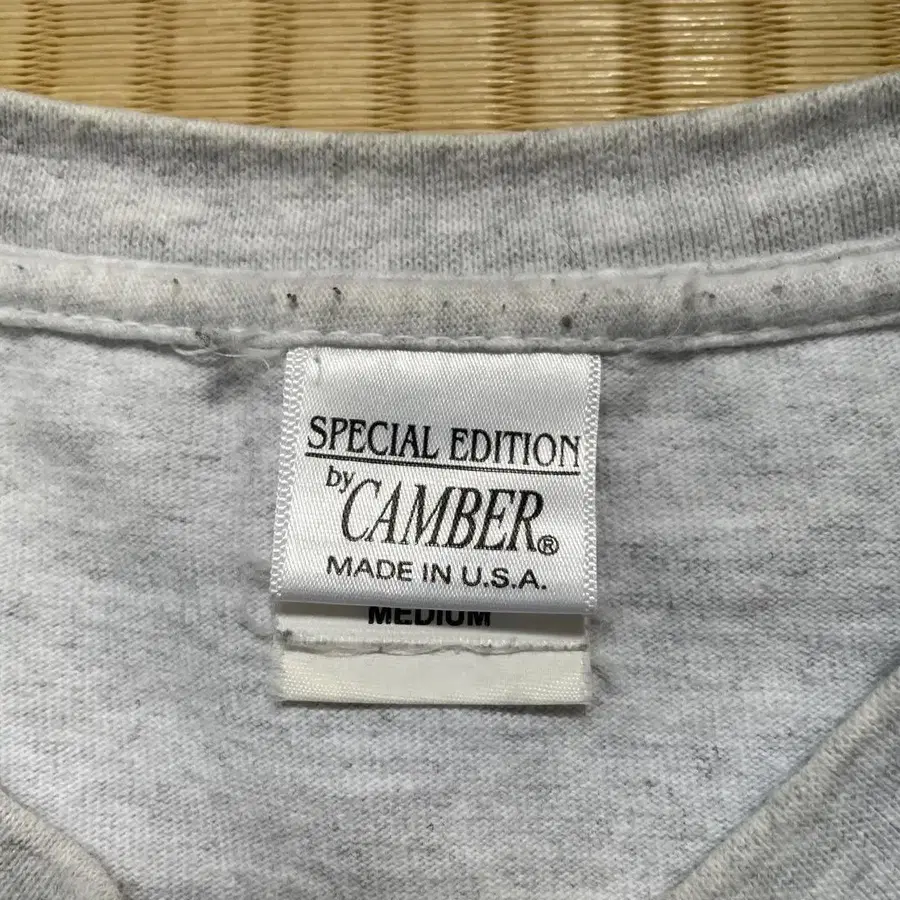 SPECIAL EDITION
by CAMBER®
MADE IN U.S.A.
MEDIUM